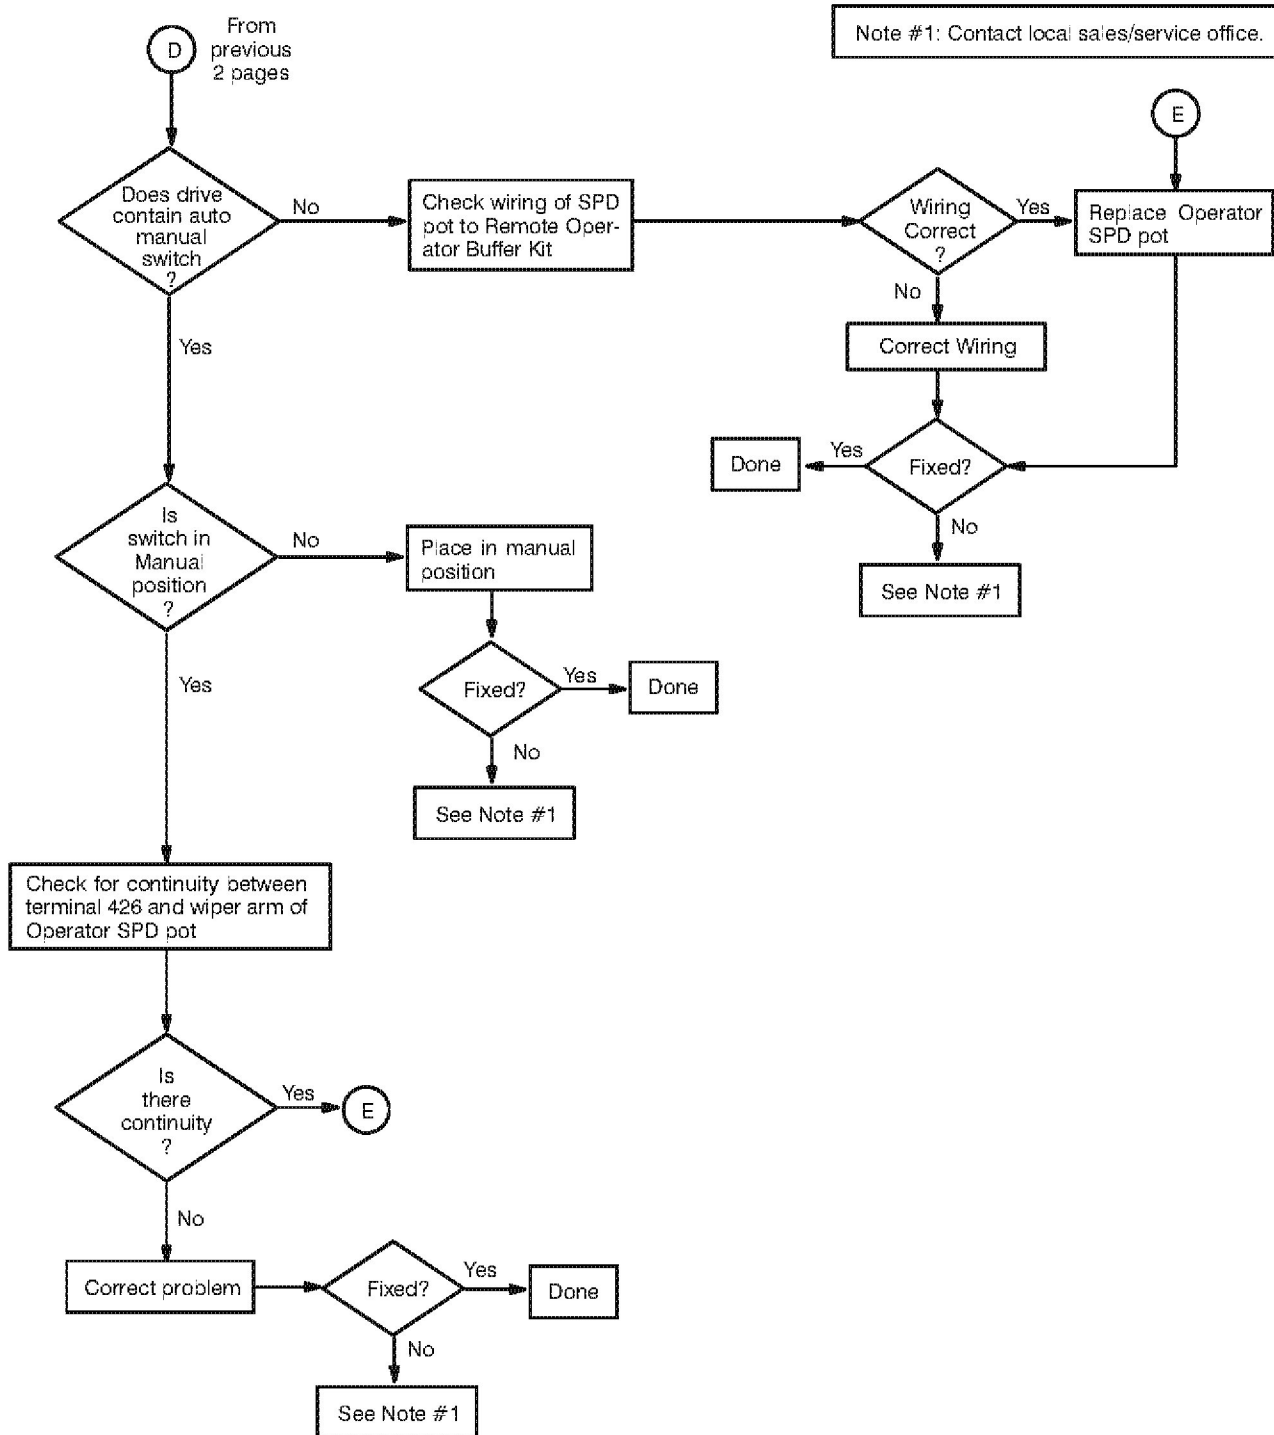 From
previous
2 pages
D
Note #1: Contact local sales/service office.
E
Does drive
contain auto
manual
switch
?
No
Check wiring of SPD
pot to Remote Oper-
ator Buffer Kit
Wiring
Correct
?
Yes
Replace Operator
SPD pot
No
Correct Wiring
Yes
Fixed?
Yes
Done
No
See Note #1
Is
switch in
Manual
position
?
No
Place in manual
position
Yes
Fixed?
Yes
Done
No
See Note #1
Check for continuity between
terminal 426 and wiper arm of
Operator SPD pot
Is
there
continuity
?
Yes
E
No
Correct problem
Fixed?
Yes
Done
No
See Note #1